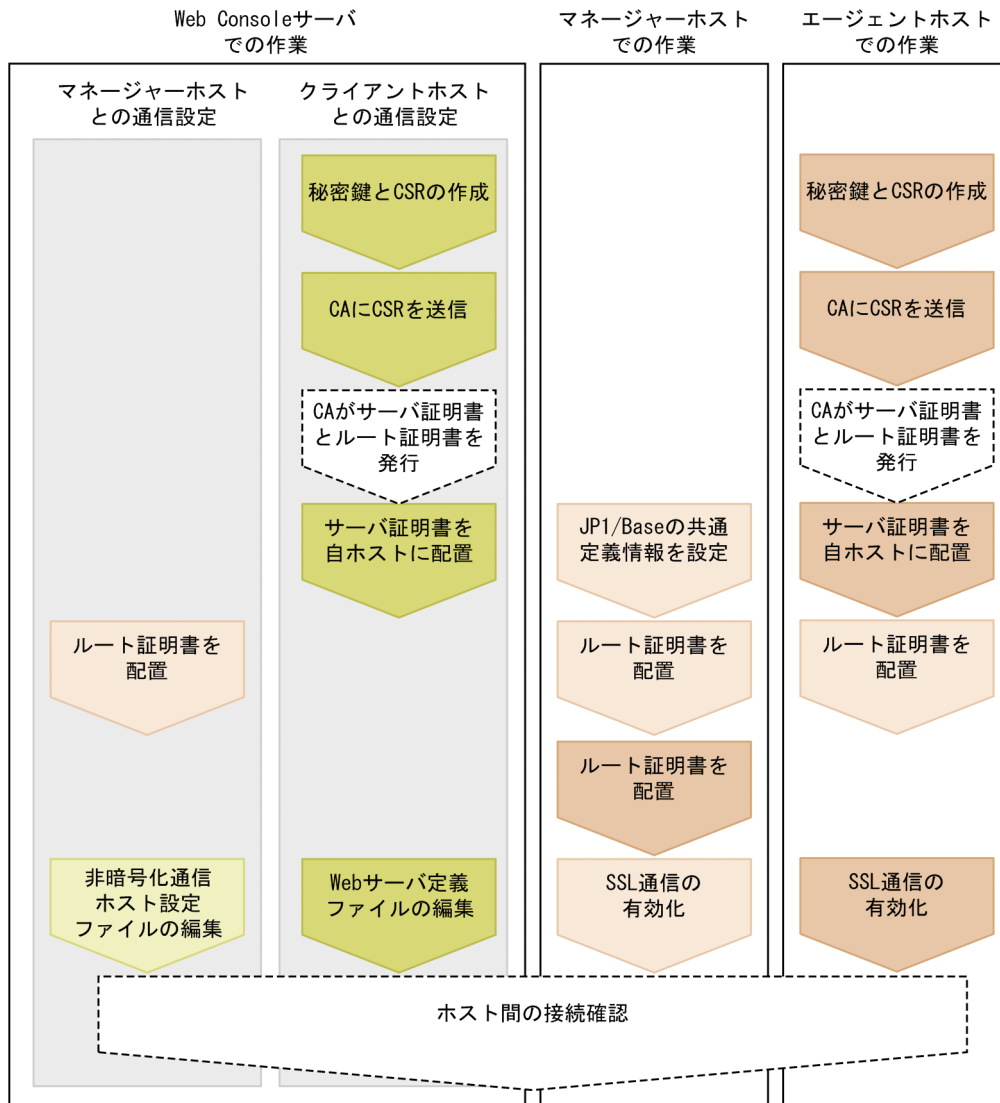 Web Consoleサーバ
での作業
マネージャーホスト
での作業
エージェントホスト
での作業
マネージャーホスト
との通信設定
クライアントホスト
との通信設定
秘密鍵とCSRの作成
秘密鍵とCSRの作成
CAにCSRを送信
CAにCSRを送信
CAがサーバ証明書
とルート証明書を
発行
CAがサーバ証明書
とルート証明書を
発行
サーバ証明書を
自ホストに配置
JP1/Baseの共通
定義情報を設定
サーバ証明書を
自ホストに配置
ルート証明書を
配置
ルート証明書を
配置
ルート証明書を
配置
ルート証明書を
配置
非暗号化通信
ホスト設定
ファイルの編集
Webサーバ定義
ファイルの編集
SSL通信の
有効化
SSL通信の
有効化
ホスト間の接続確認